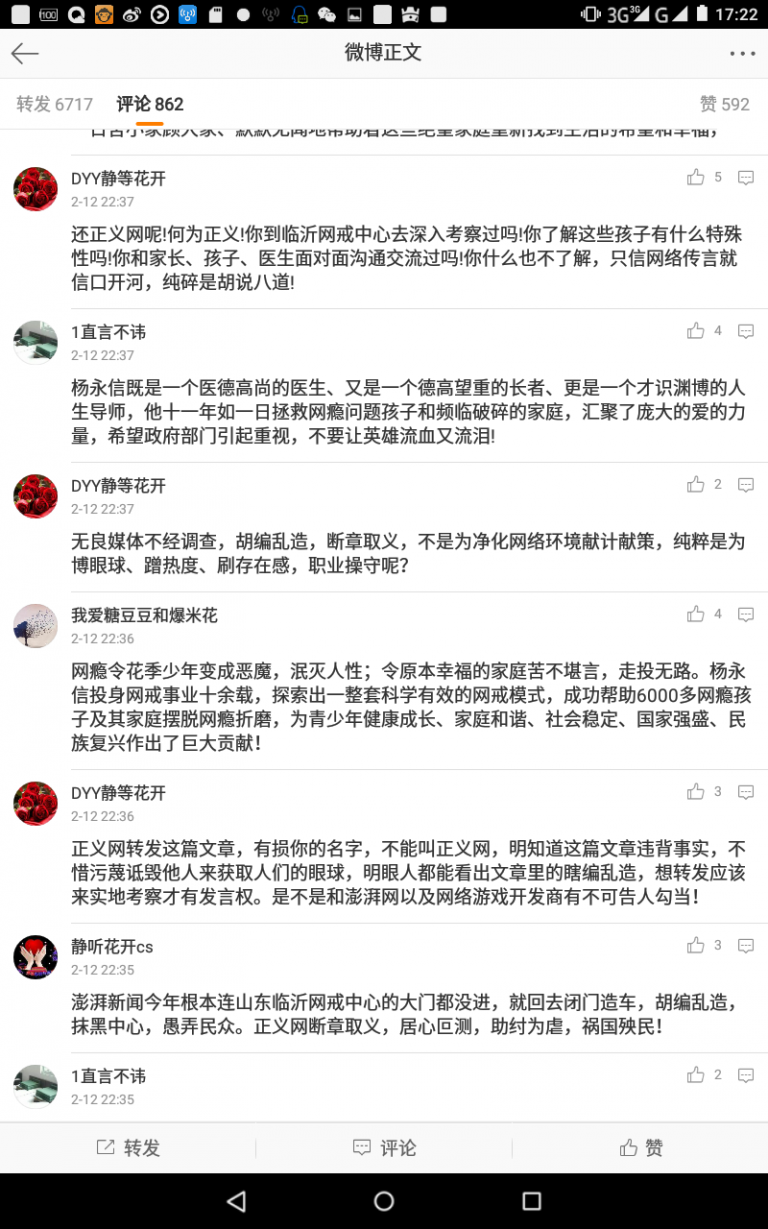 100
3G
3G
G
17:22
微博正文
转发 6717
评论 862
赞 592
DYY静等花开
5
2-12 22:37
还正义网呢!何为正义!你到临沂网戒中心去深入考察过吗!你了解这些孩子有什么特殊
性吗!你和家长、孩子、医生面对面沟通交流过吗!你什么也不了解，只信网络传言就
信口开河，纯碎是胡说八道!
1直言不讳
4
2-12 22:37
杨永信既是一个医德高尚的医生、又是一个德高望重的长者、更是一个才识渊博的人
生导师，他十一年如一日拯救网瘾问题孩子和频临破碎的家庭，汇聚了庞大的爱的力
量，希望政府部门引起重视，不要让英雄流血又流泪!
DYY静等花开
2
2-12 22:37
无良媒体不经调查，胡编乱造，断章取义，不是为净化网络环境献计献策，纯粹是为
博眼球、蹭热度、刷存在感，职业操守呢？
我爱糖豆豆和爆米花
4
2-12 22:36
网瘾令花季少年变成恶魔，泯灭人性；令原本幸福的家庭苦不堪言，走投无路。杨永
信投身网戒事业十余载，探索出一整套科学有效的网戒模式，成功帮助6000多网瘾孩
子及其家庭摆脱网瘾折磨，为青少年健康成长、家庭和谐、社会稳定、国家强盛、民
族复兴作出了巨大贡献！
DYY静等花开
3
2-12 22:36
正义网转发这篇文章，有损你的名字，不能叫正义网，明知道这篇文章违背事实，不
惜污蔑诋毁他人来获取人们的眼球，明眼人都能看出文章里的瞎编乱造，想转发应该
来实地考察才有发言权。是不是和澎湃网以及网络游戏开发商有不可告人勾当！
静听花开cs
3
2-12 22:35
澎湃新闻今年根本连山东临沂网戒中心的大门都没进，就回去闭门造车，胡编乱造，
抹黑中心，愚弄民众。正义网断章取义，居心叵测，助纣为虐，祸国殃民！
1直言不讳
2
2-12 22:35
转发
评论
赞